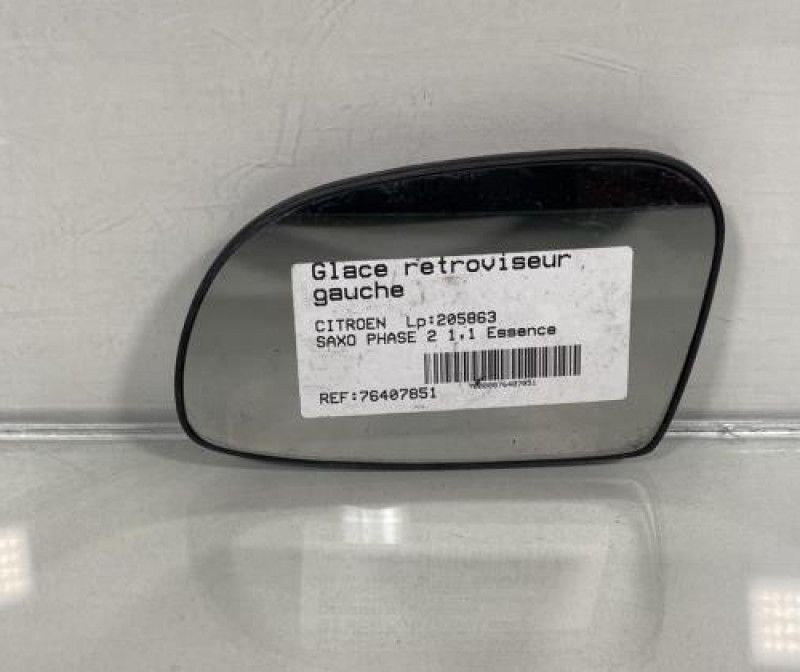 Glace retroviseur
gauche
CITROEN Lp:205863
SAXO PHASE 2 1,1 Essence
REF:76407851